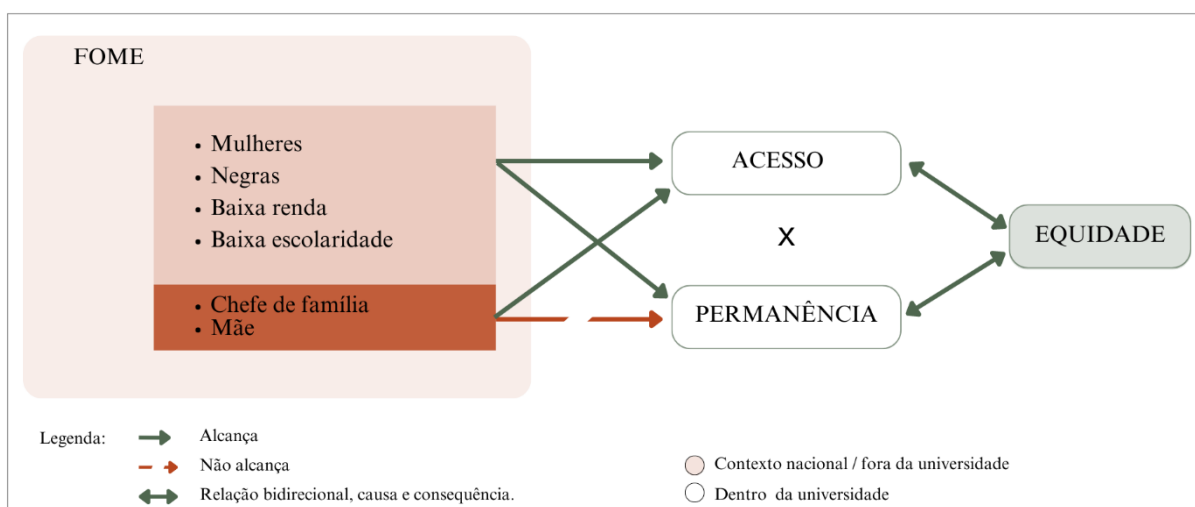 FOME
• Mulheres
• Negras
• Baixa renda
• Baixa escolaridade
• Chefe de família
• Mãe
ACESSO
X
PERMANÊNCIA
EQUIDADE
Legenda:
Alcança
Não alcança
Relação bidirecional, causa e consequência.
Contexto nacional / fora da universidade
Dentro da universidade